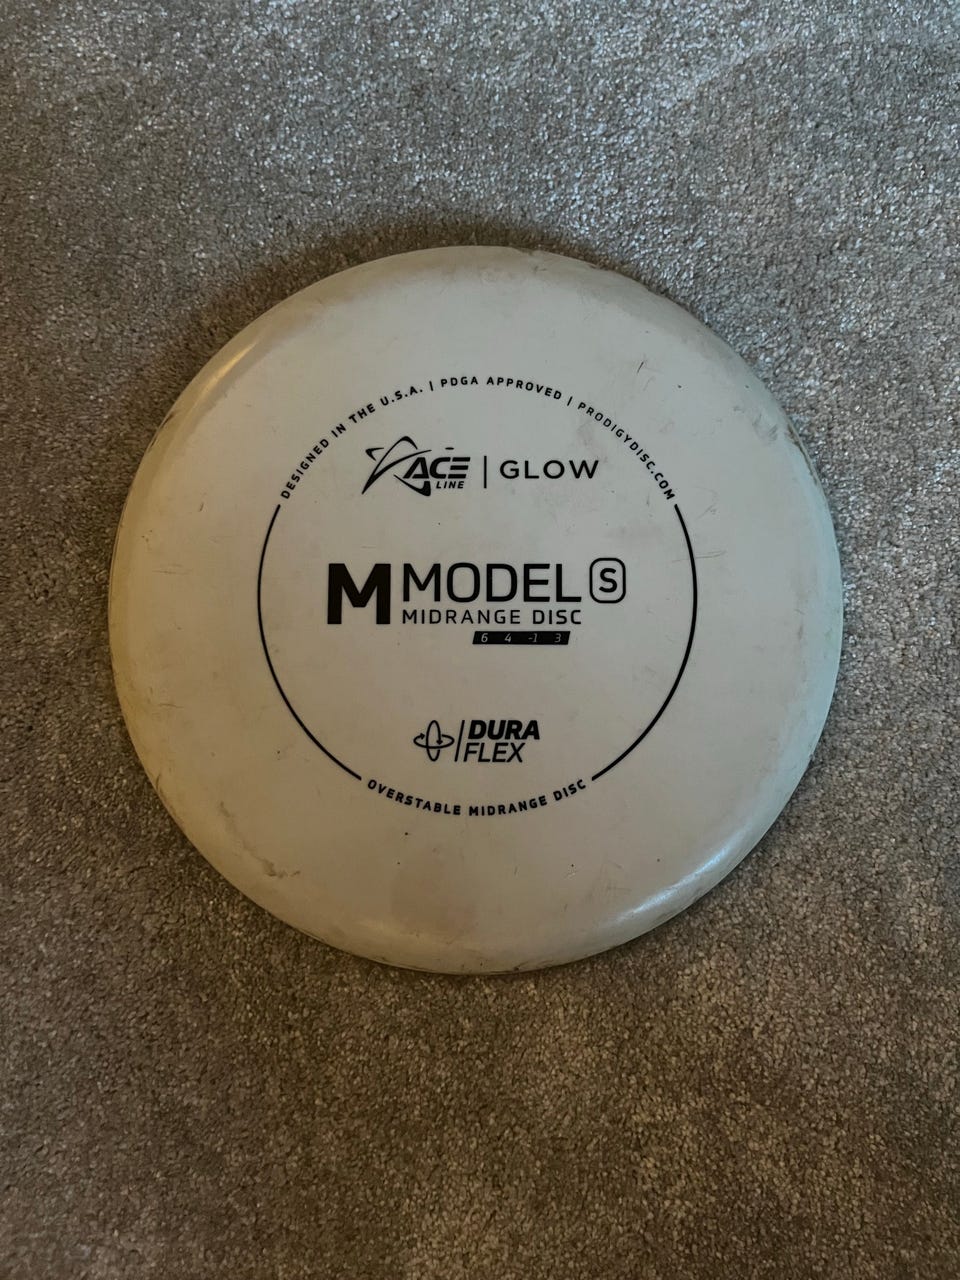 DESIGNED IN THE U.S.A. | PDGA APPROVED | PRODIGYDISC.COM
ACE LINE | GLOW
M MODEL S
MIDRANGE DISC
6 4 -1 3
DURA
FLEX
OVERSTABLE MIDRANGE DISC